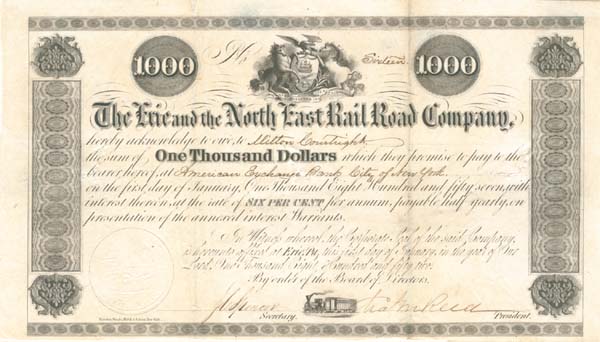 No. Sixteen
1000 1000
The Erie and the North East Rail Road Company,
hereby acknowledge to owe to Milton Courtright
the sum of One Thousand Dollars which they promise to pay to the
bearer hereof, at American Exchange Bank City of New York
on the first day of January, One Thousand Eight Hundred and fifty seven with
interest thereon, at the rate of SIX PER CENT per annum, payable half yearly, on
presentation of the annexed interest Warrants.
In Witness whereof the Corporate Seal of the said Company,
is hereunto affixed at Erie, Pa, this first day of January, in the year of Our
Lord, One Thousand Eight Hundred and fifty two.
By order of the Board of Directors.
Secretary. President.